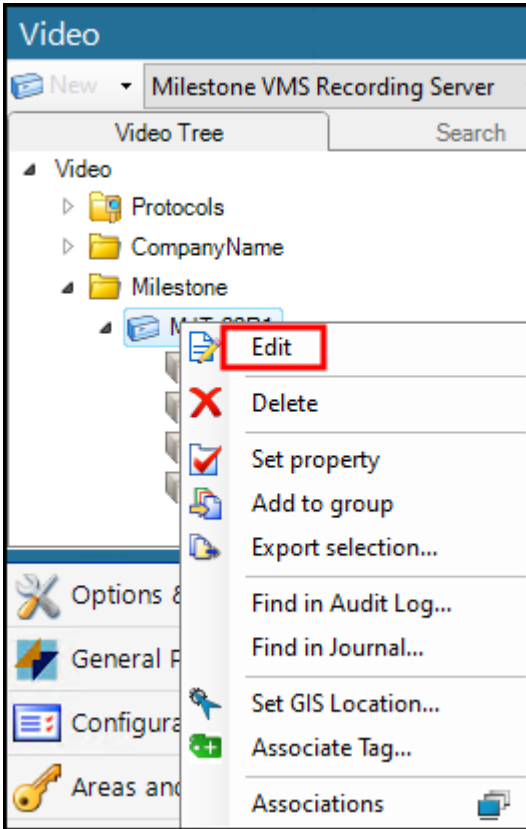 Video
New Milestone VMS Recording Server
Video Tree Search
Video
Protocols
CompanyName
Milestone
Edit
Delete
Set property
Add to group
Export selection...
Find in Audit Log...
Find in Journal...
Set GIS Location...
Associate Tag...
Associations
Options &
General
Configura
Areas and